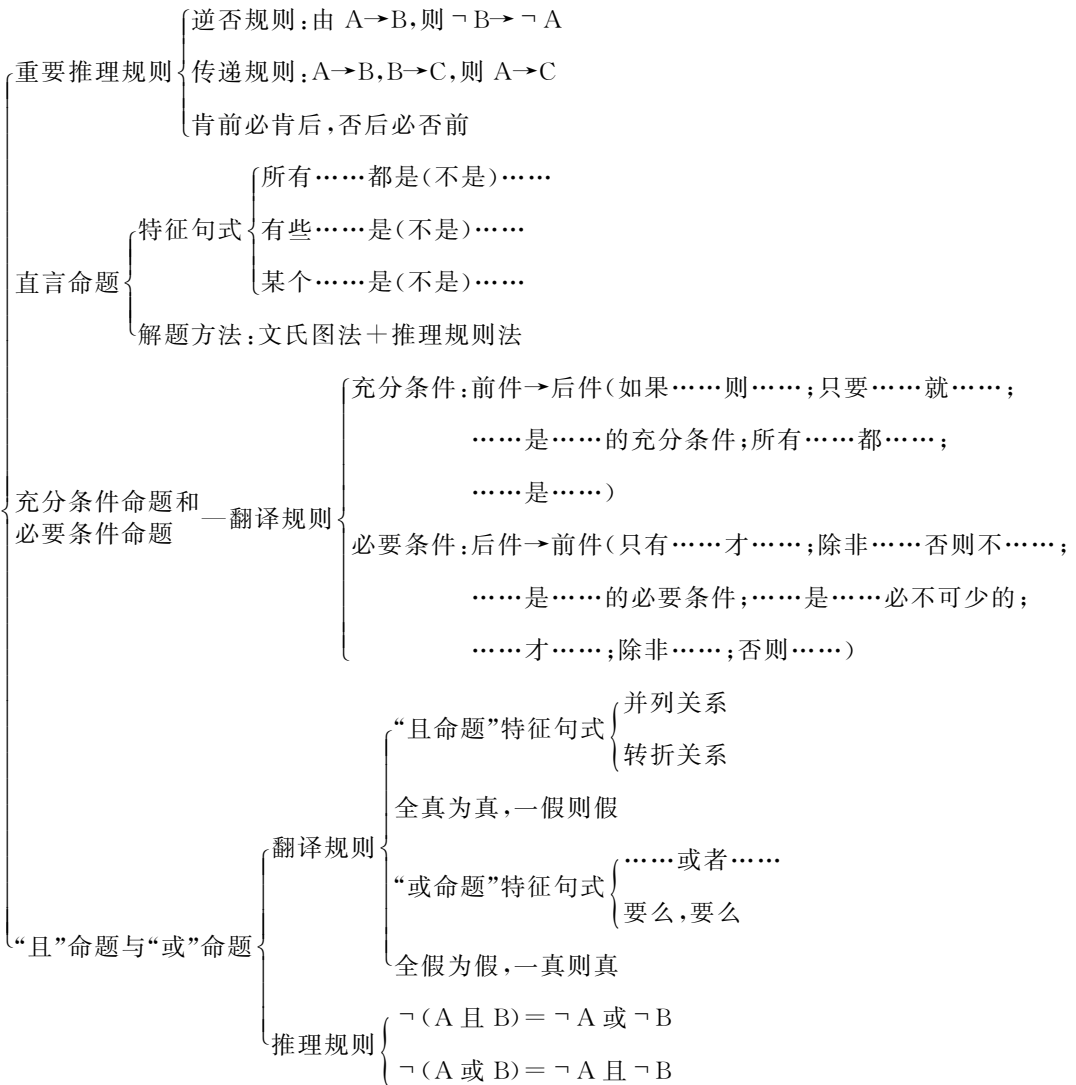 逆否规则:由 A→B,则 ¬ B→ ¬ A
重要推理规则
传递规则:A→B,B→C,则 A→C
肯前必肯后,否后必否前
所有……都是(不是)……
特征句式
有些……是(不是)……
某个……是(不是)……
直言命题
解题方法:文氏图法+推理规则法
充分条件:前件→后件(如果……则……;只要……就……;
……是……的充分条件;所有……都……;
……是……)
充分条件命题和
必要条件命题
翻译规则
必要条件:后件→前件(只有……才……;除非……否则不……;
……是……的必要条件;……是……必不可少的;
……才……;除非……;否则……)
“且命题”特征句式
并列关系
转折关系
全真为真,一假则假
翻译规则
“或命题”特征句式
……或者……
要么,要么
全假为假,一真则真
“且”命题与“或”命题
推理规则
¬ (A 且 B)= ¬ A 或 ¬ B
¬ (A 或 B)= ¬ A 且 ¬ B